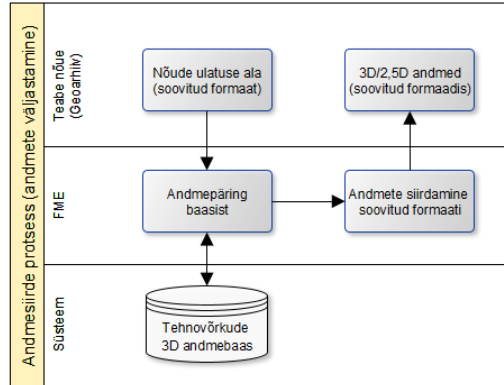 Andmesiirde protsess (andmete väljastamine)
Teabe nõue
(Geoarhiv)
Nõude ulatuse ala
(soovitud formaat)
3D/2,5D andmed
(soovitud formaadis)
FME
Andmepäring
baasist
Andmete siirdamine
soovitud formaati
Süsteem
Tehnovõrkude
3D andmebaas